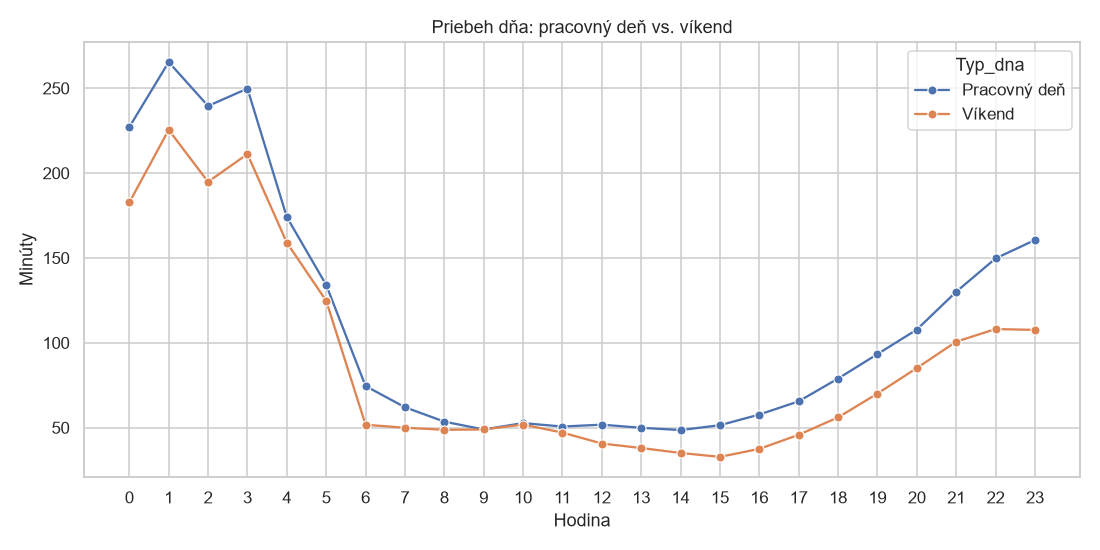 Priebeh dňa: pracovný deň vs. víkend
Typ_dna
Pracovný deň
Víkend
Minúty
250
200
150
100
50
0 1 2 3 4 5 6 7 8 9 10 11 12 13 14 15 16 17 18 19 20 21 22 23
Hodina